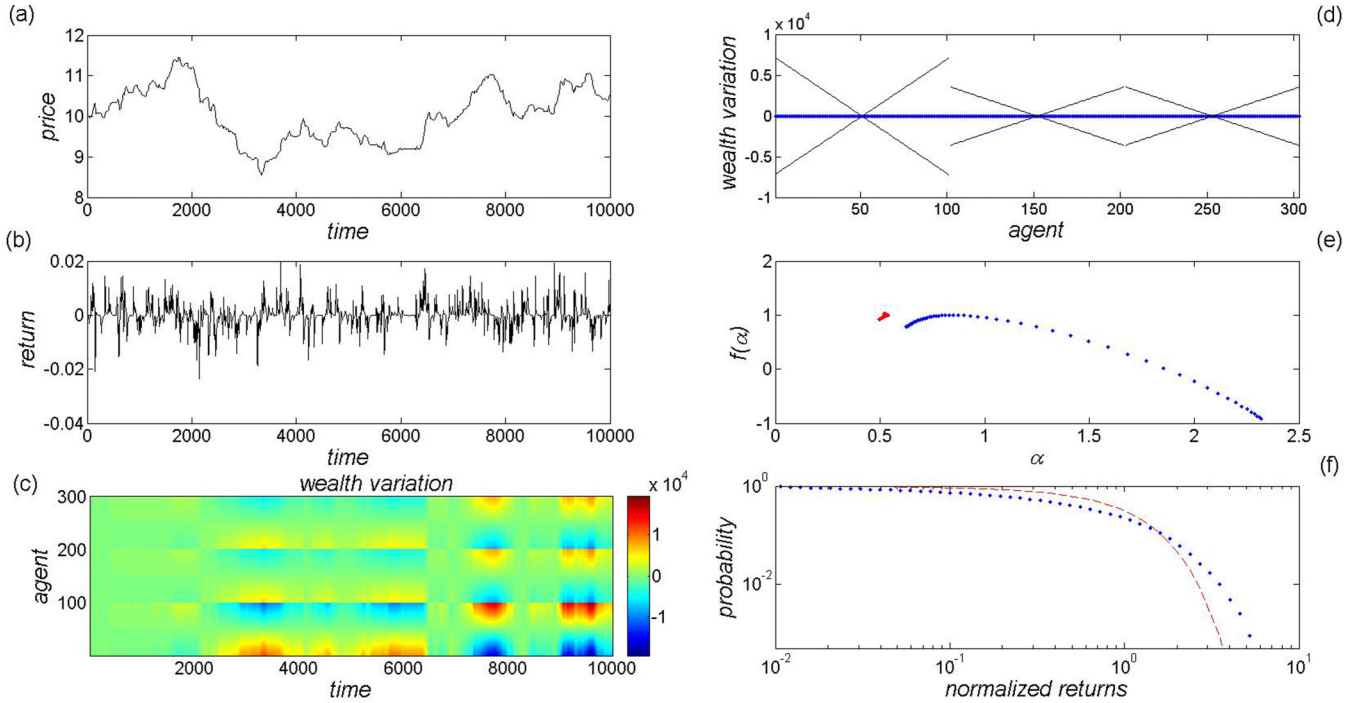 (a)
price
12
11
10
9
8
0 2000 4000 6000 8000 10000
time
(b)
return
0.02
0
-0.02
-0.04
0 2000 4000 6000 8000 10000
time
(c)
wealth variation
agent
300
200
100
2000 4000 6000 8000 10000
time
x 10^4
1
0
-1
(d)
x 10^4
wealth variation
1
0.5
0
-0.5
-1
50 100 150 200 250 300
agent
(e)
f(α)
2
1
0
-1
0 0.5 1 1.5 2 2.5
α
(f)
probability
10^0
10^-2
10^-2 10^-1 10^0 10^1
normalized returns